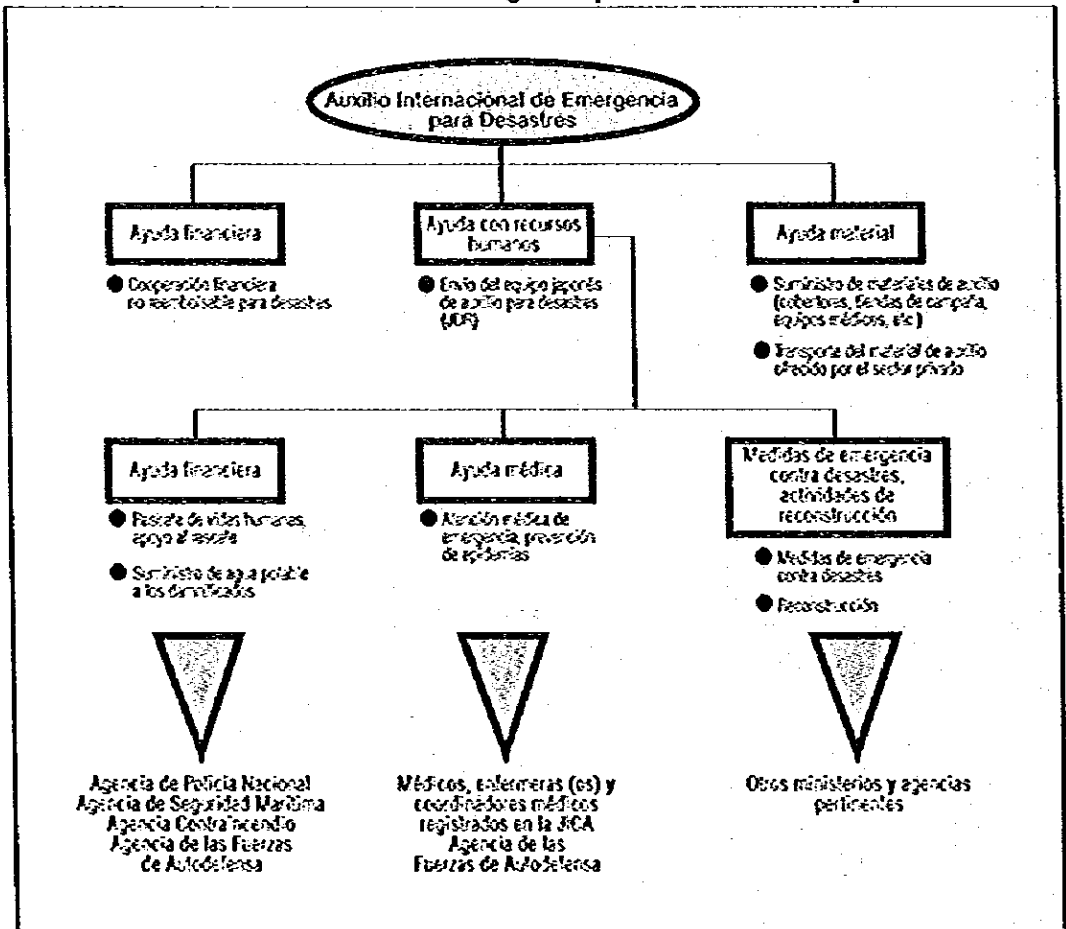 Auxilio Internacional de Emergencia
para Desastres
Ayuda financiera
Ayuda con recursos
humanos
Ayuda material
● Cooperación financiera
no reembolsable para desastres
● Envío del equipo japonés
de auxilio para desastres
(JDR)
● Suministro de materiales de auxilio
(cobertores, tiendas de campaña,
equipos médicos, etc.)
● Transporte del material de auxilio
ofrecido por el sector privado
Ayuda financiera
Ayuda médica
Medidas de emergencia
contra desastres,
actividades de
reconstrucción
● Rescate de vidas humanas,
apoyo al rescate
● Suministro de agua potable
a los damnificados
● Atención médica de
emergencia, prevención
de epidemias
● Medidas de emergencia
contra desastres
● Reconstrucción
Agencia de Policía Nacional
Agencia de Seguridad Marítima
Agencia Contraincendio
Agencia de las Fuerzas
de Autodefensa
Médicos, enfermeras (os) y
coordinadores médicos
registrados en la JICA
Agencia de las
Fuerzas de Autodefensa
Otros ministerios y agencias
pertinentes